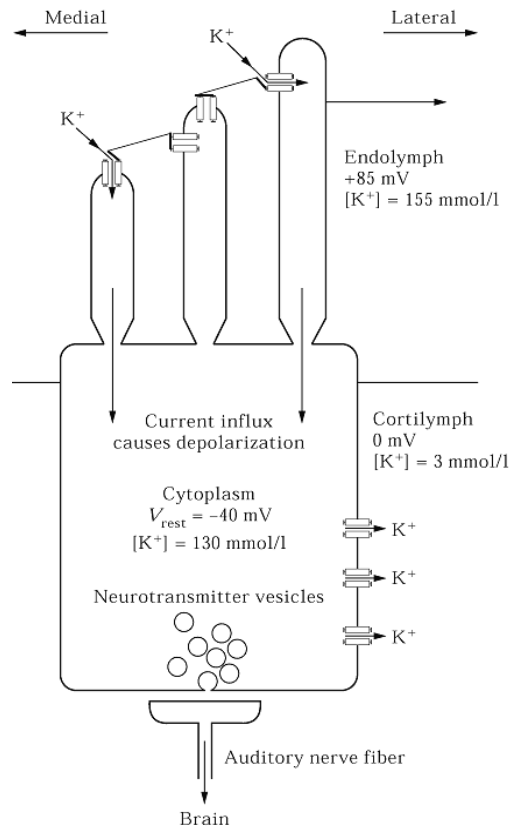 Medial
Lateral
K+
K+
Endolymph
+85 mV
[K+] = 155 mmol/l
Current influx
causes depolarization
Cortilymph
0 mV
[K+] = 3 mmol/l
Cytoplasm
Vrest = –40 mV
[K+] = 130 mmol/l
K+
K+
K+
Neurotransmitter vesicles
Auditory nerve fiber
Brain